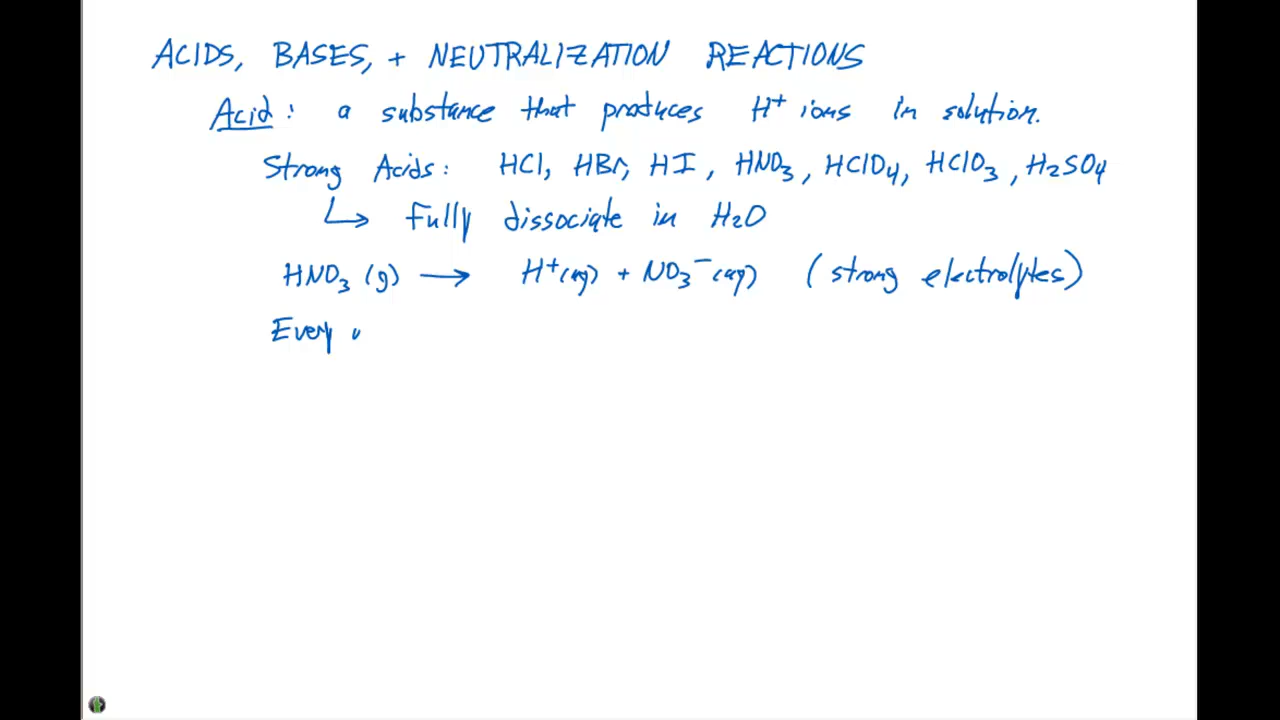 ACIDS, BASES, + NEUTRALIZATION REACTIONS
Acid: a substance that produces H⁺ ions in solution.
Strong Acids: HCl, HBr, HI, HNO₃, HClO₄, HClO₃, H₂SO₄
↳ Fully dissociate in H₂O
HNO₃ (g) → H⁺(aq) + NO₃⁻(aq) (strong electrolytes)
Every